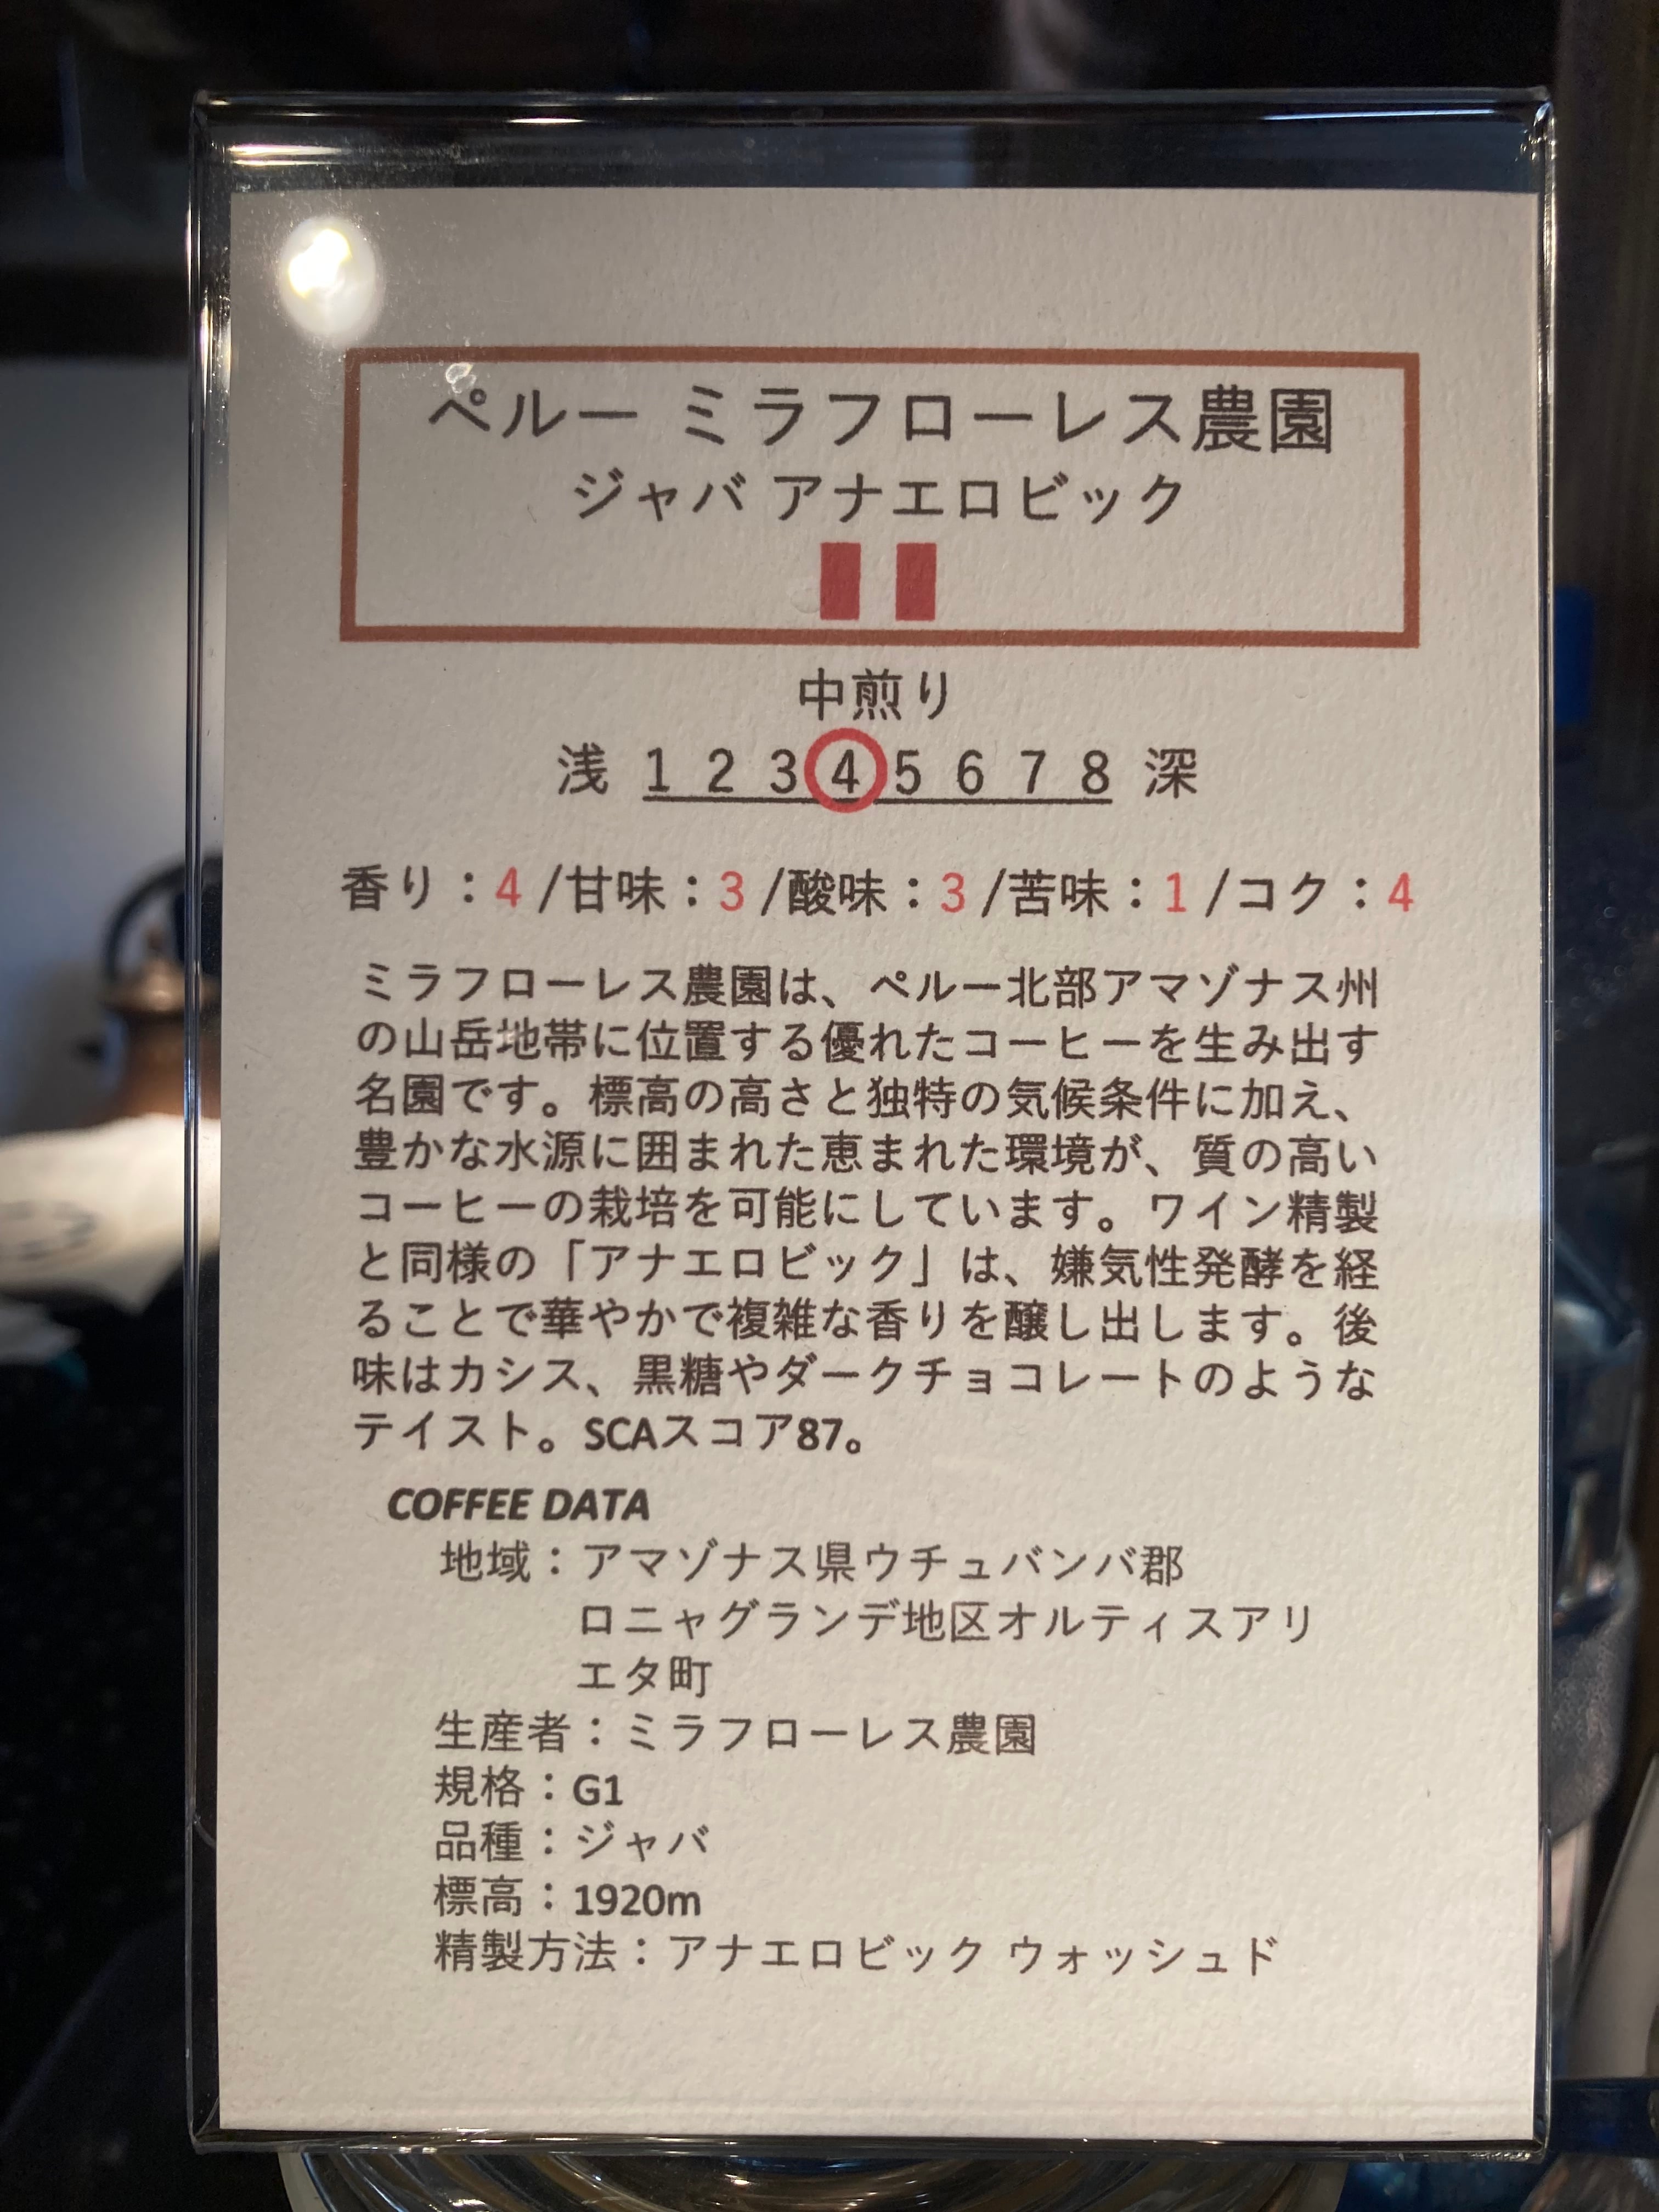 ペルー ミラフローレス農園
ジャバ アナエロビック
中煎り
浅 1 2 3 4 5 6 7 8 深
香り：4 /甘味：3 /酸味：3 /苦味：1 /コク：4
ミラフローレス農園は、ペルー北部アマゾナス州
の山岳地帯に位置する優れたコーヒーを生み出す
名園です。標高の高さと独特の気候条件に加え、
豊かな水源に囲まれた恵まれた環境が、質の高い
コーヒーの栽培を可能にしています。ワイン精製
と同様の「アナエロビック」は、嫌気性発酵を経
ることで華やかで複雑な香りを醸し出します。後
味はカシス、黒糖やダークチョコレートのような
テイスト。SCAスコア87。
COFFEE DATA
地域：アマゾナス県ウチュバンバ郡
ロニャグランデ地区オルティスアリ
エタ町
生産者：ミラフローレス農園
規格：G1
品種：ジャバ
標高：1920m
精製方法：アナエロビック ウォッシュド